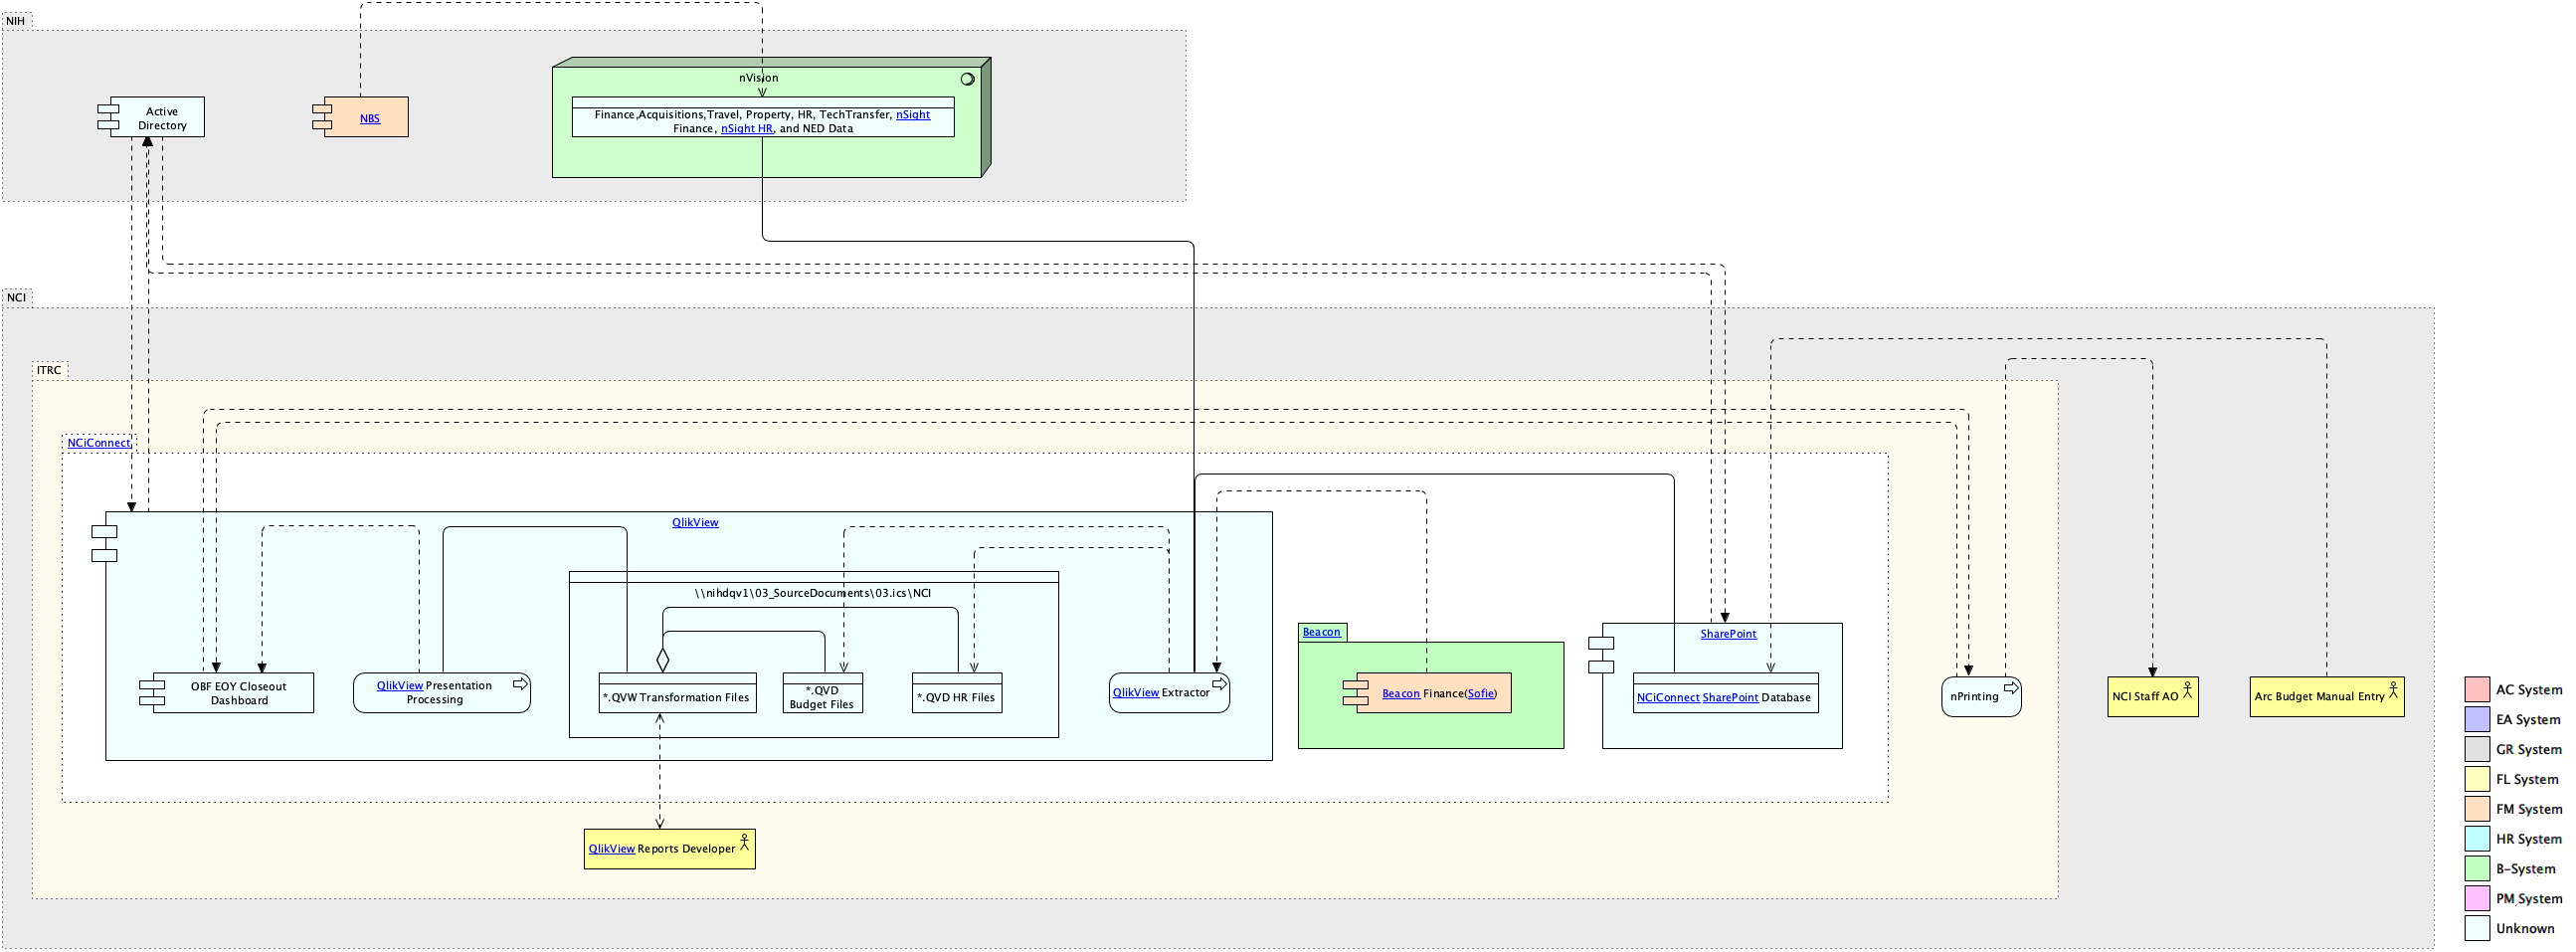 NIH
nVision
Active
Directory
NBS
Finance,Acquisitions,Travel, Property, HR, TechTransfer, nSight
Finance, nSight HR, and NED Data
NCI
ITRC
NCiConnect
QlikView
\\nihdqv1\03_SourceDocuments\03.ics\NCI
OBF EOY Closeout
Dashboard
QlikView Presentation
Processing
*.QVW Transformation Files
*.QVD
Budget Files
*.QVD HR Files
QlikView Extractor
Beacon
Beacon Finance(Sofie)
SharePoint
NCiConnect SharePoint Database
nPrinting
NCI Staff AO
Arc Budget Manual Entry
QlikView Reports Developer
AC System
EA System
GR System
FL System
FM System
HR System
B-System
PM System
Unknown